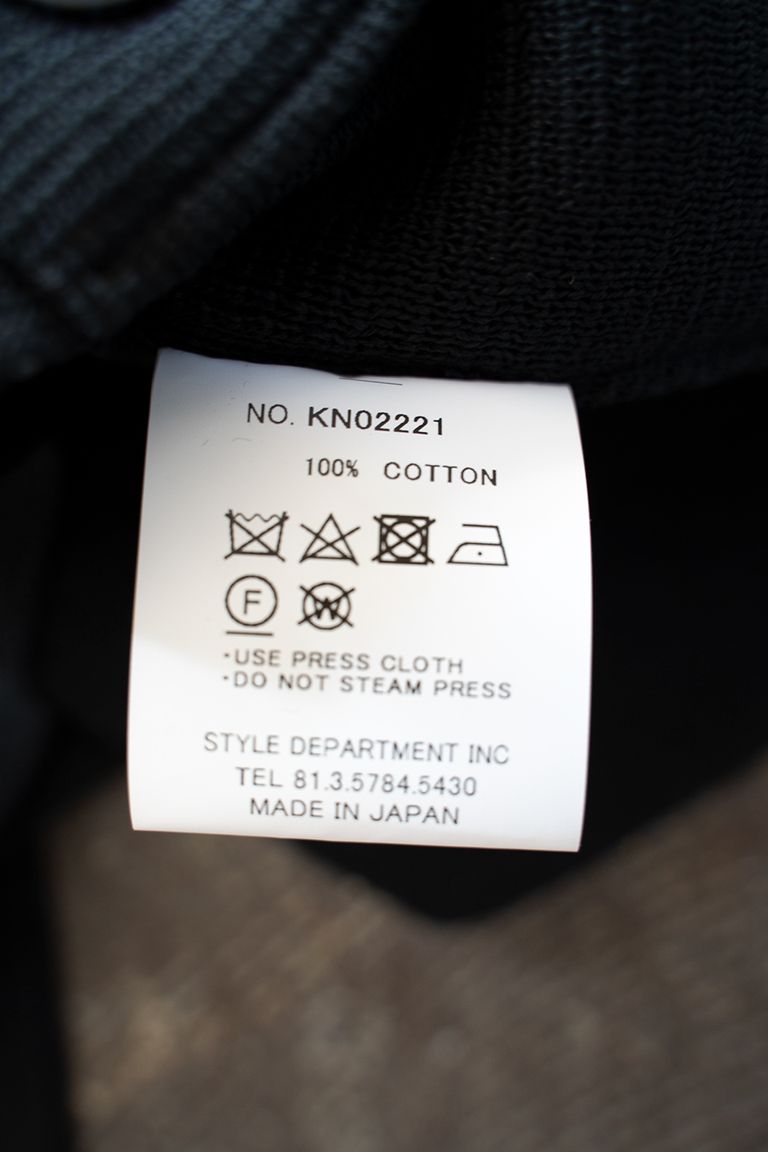 NO. KN02221
100% COTTON
F W
·USE PRESS CLOTH
·DO NOT STEAM PRESS
STYLE DEPARTMENT INC
TEL 81.3.5784.5430
MADE IN JAPAN